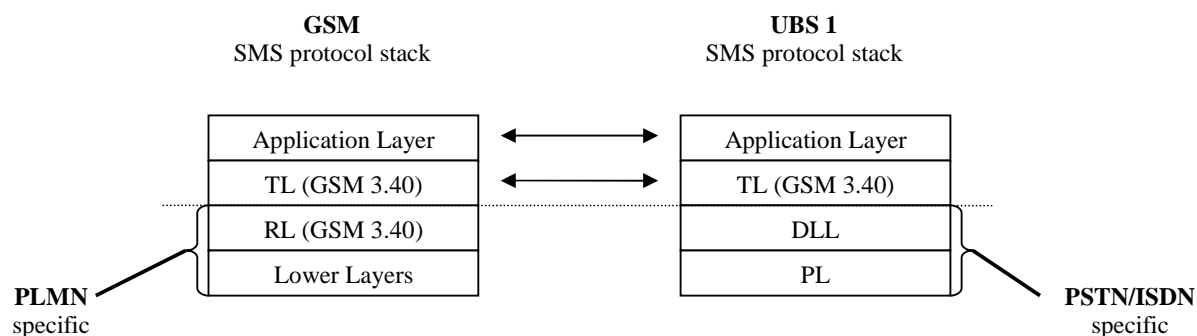 GSM
SMS protocol stack
UBS 1
SMS protocol stack
Application Layer
TL (GSM 3.40)
RL (GSM 3.40)
Lower Layers
Application Layer
TL (GSM 3.40)
DLL
PL
PLMN
specific
PSTN/ISDN
specific